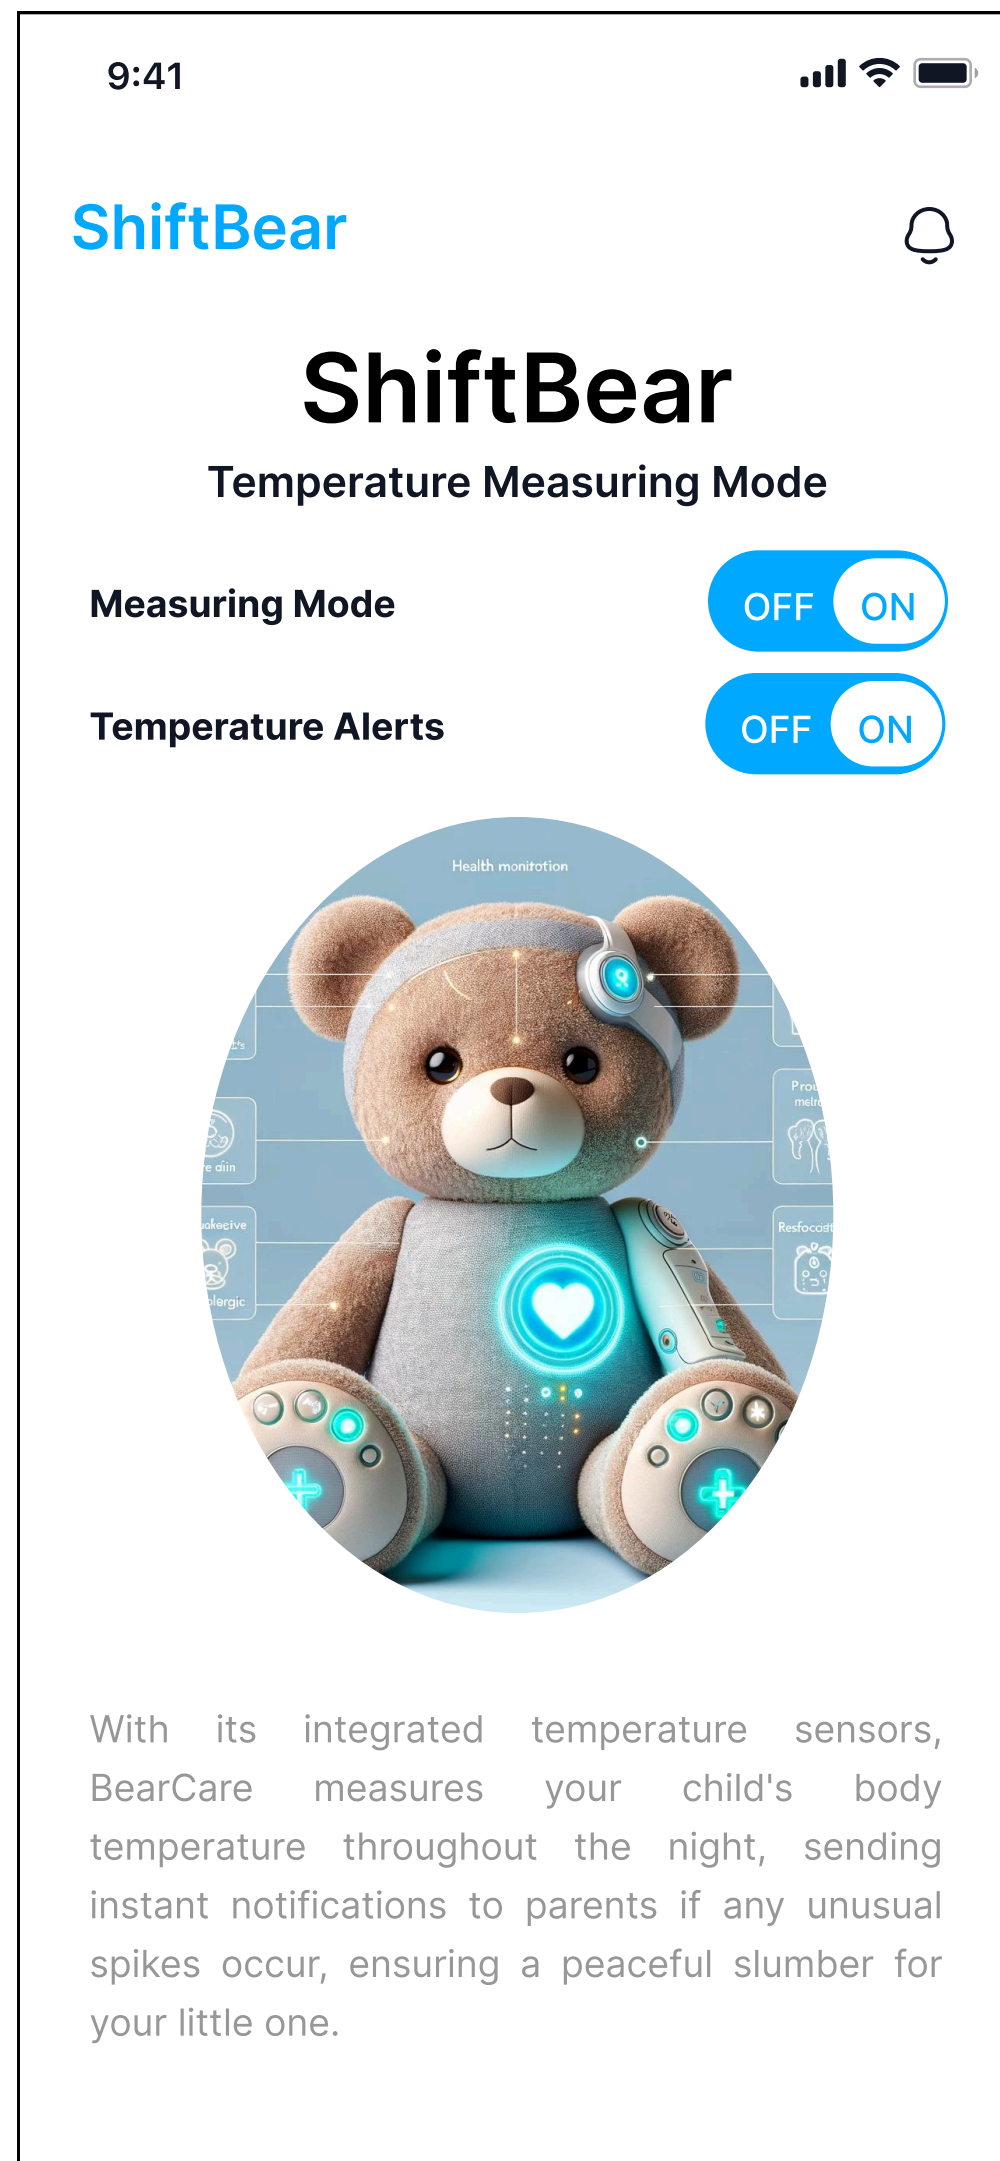 9:41
ShiftBear
ShiftBear
Temperature Measuring Mode
Measuring Mode
OFF ON
Temperature Alerts
OFF ON
Health monitotion
With its integrated temperature sensors,
BearCare measures your child's body
temperature throughout the night, sending
instant notifications to parents if any unusual
spikes occur, ensuring a peaceful slumber for
your little one.